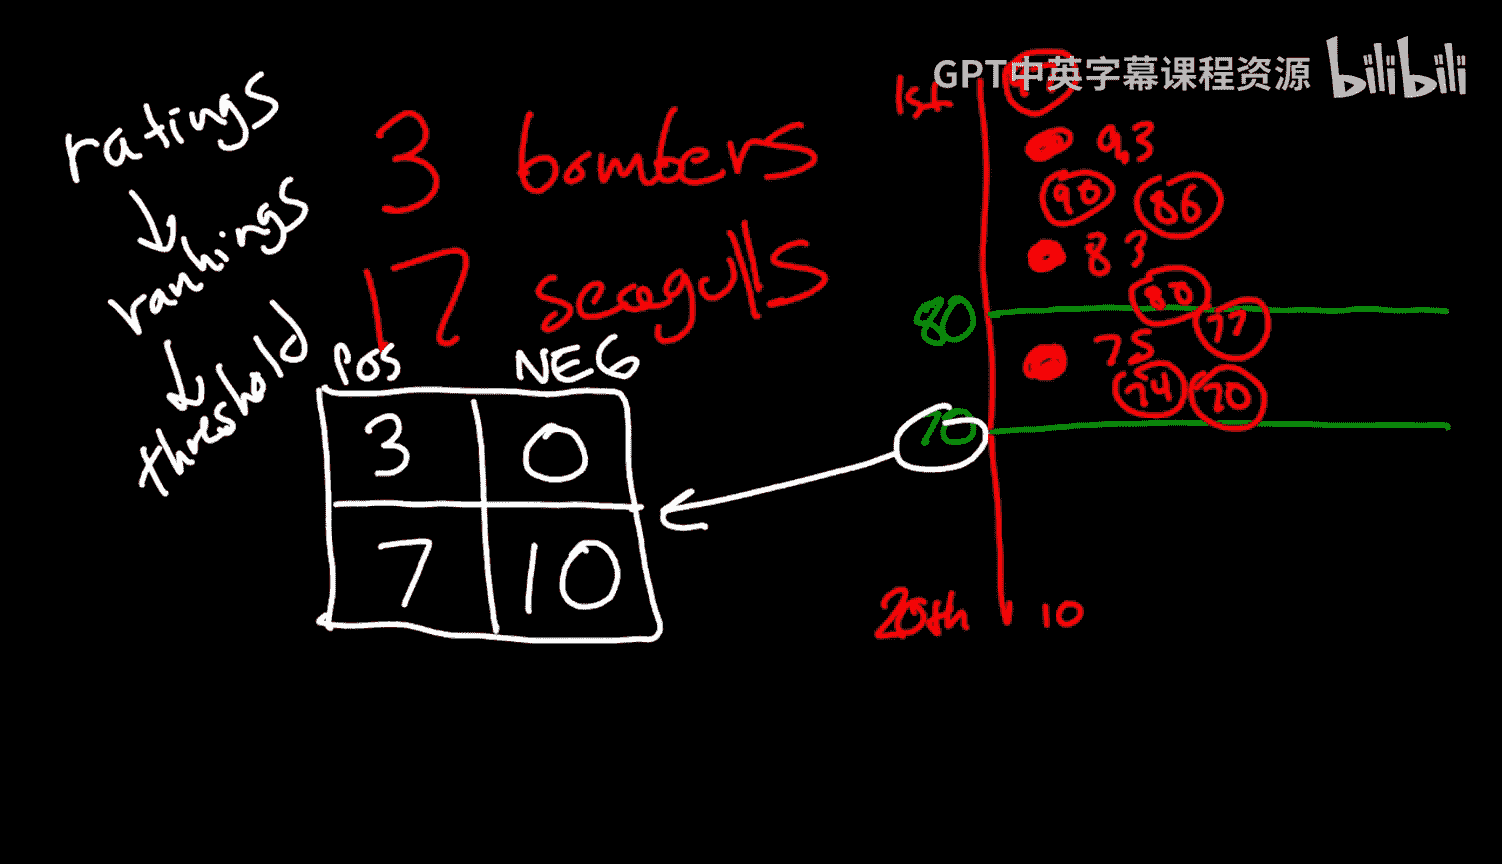 GPT中英字幕课程资源 bilibili
ratings
rankings
threshold
3 bombers
17 seagulls
POS NEG
3 0
7 10
1st
93
90 86
83
80
80
77
75
74 70
70
20th 10